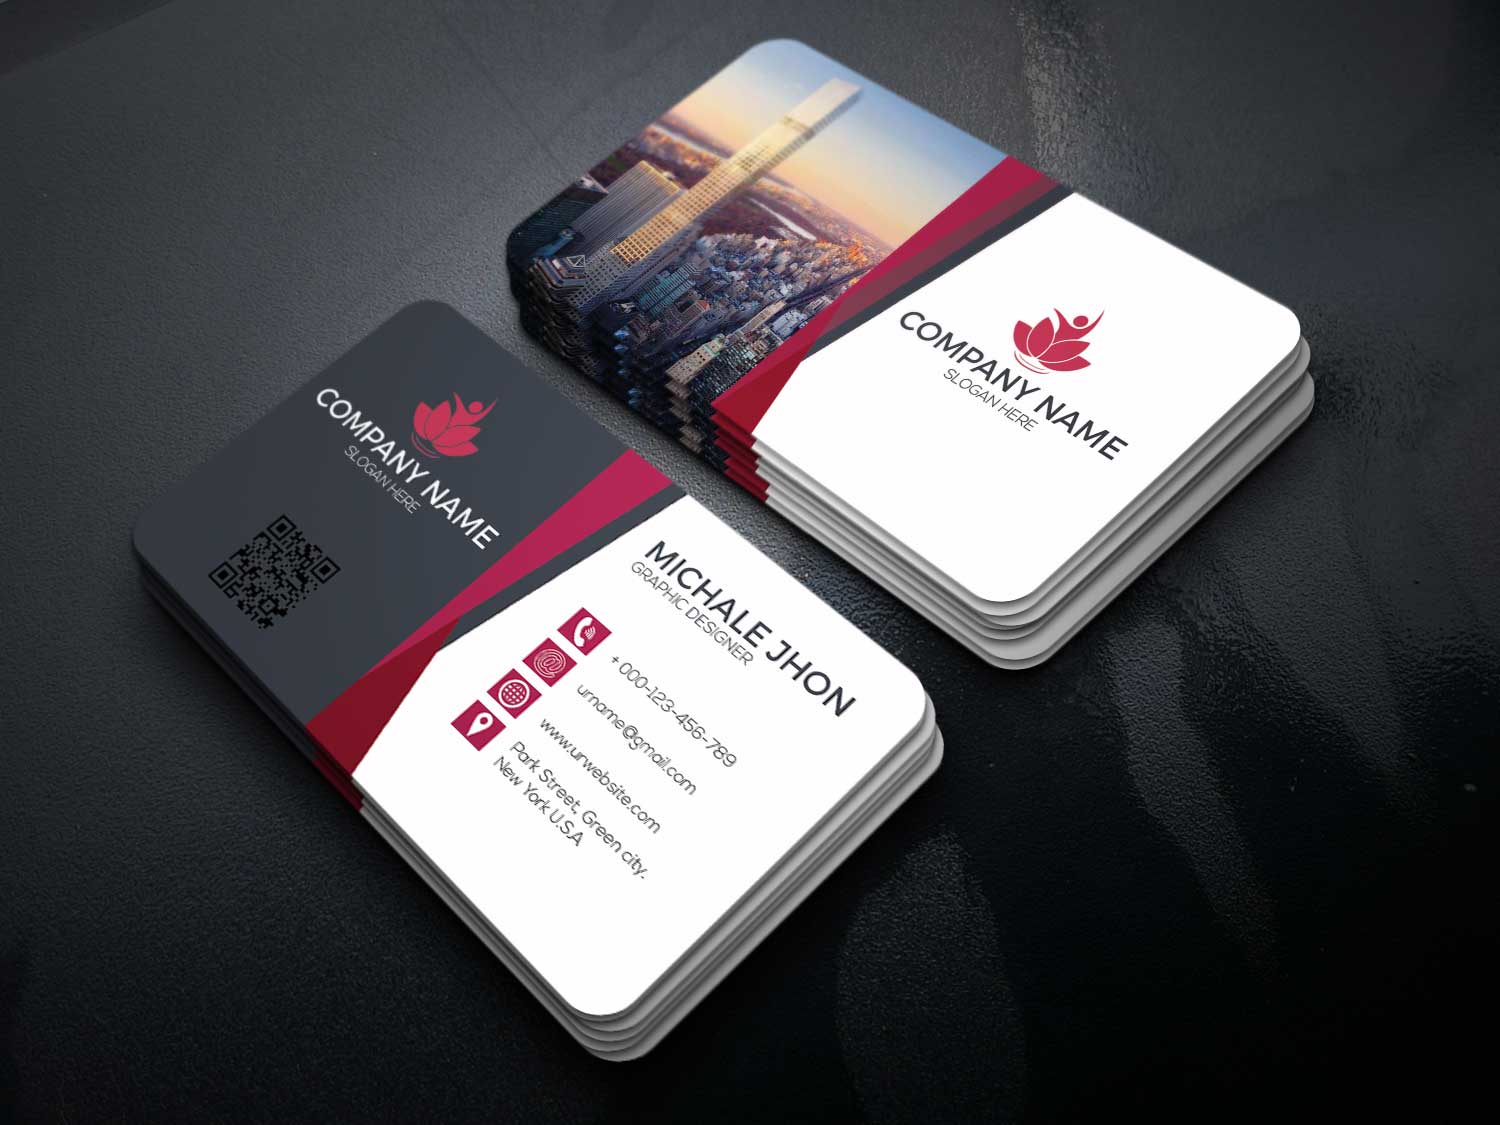 COMPANY NAME
SLOGAN HERE
COMPANY NAME
SLOGAN HERE
MICHALE JHON
GRAPHIC DESIGNER
+ 000-123-456-789
urname@gmail.com
www.urwebsite.com
Park Street, Green city.
New York U.S.A